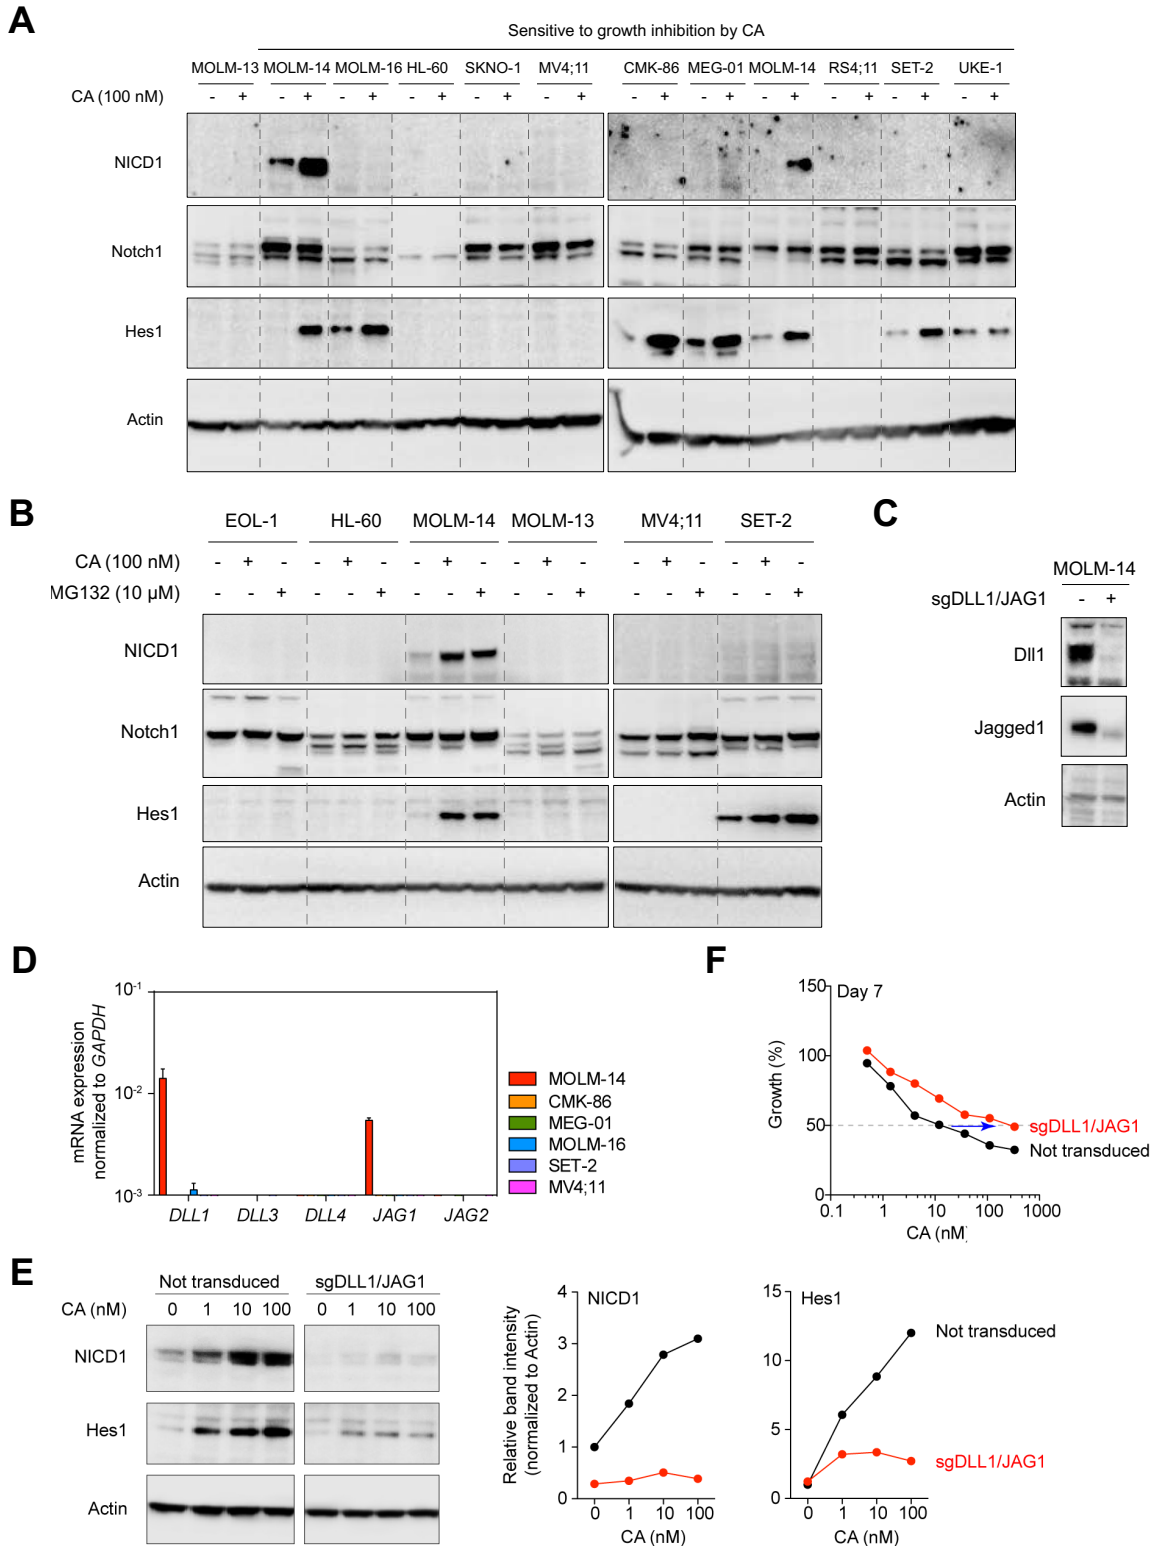 A
Sensitive to growth inhibition by CA
MOLM-13 MOLM-14 MOLM-16 HL-60 SKNO-1 MV4;11 CMK-86 MEG-01 MOLM-14 RS4;11 SET-2 UKE-1
CA (100 nM) - + - + - + - + - + - + - + - + - + - + - + - +
NICD1
Notch1
Hes1
Actin
B
EOL-1 HL-60 MOLM-14 MOLM-13 MV4;11 SET-2
CA (100 nM) - + - - + - - + - - + - - + - - + -
MG132 (10 µM) - - + - - + - - + - - + - - + - - +
NICD1
Notch1
Hes1
Actin
C
MOLM-14
sgDLL1/JAG1 - +
Dll1
Jagged1
Actin
D
mRNA expression
normalized to GAPDH
10-1
10-2
10-3
DLL1 DLL3 DLL4 JAG1 JAG2
MOLM-14
CMK-86
MEG-01
MOLM-16
SET-2
MV4;11
F
Day 7
Growth (%)
150
100
50
0
0.1 1 10 100 1000
CA (nM)
sgDLL1/JAG1
Not transduced
E
Not transduced sgDLL1/JAG1
CA (nM) 0 1 10 100 0 1 10 100
NICD1
Hes1
Actin
Relative band intensity
(normalized to Actin)
NICD1
4
3
2
1
0
0 1 10 100
CA (nM)
Hes1
15
10
5
0
0 1 10 100
CA (nM)
Not transduced
sgDLL1/JAG1